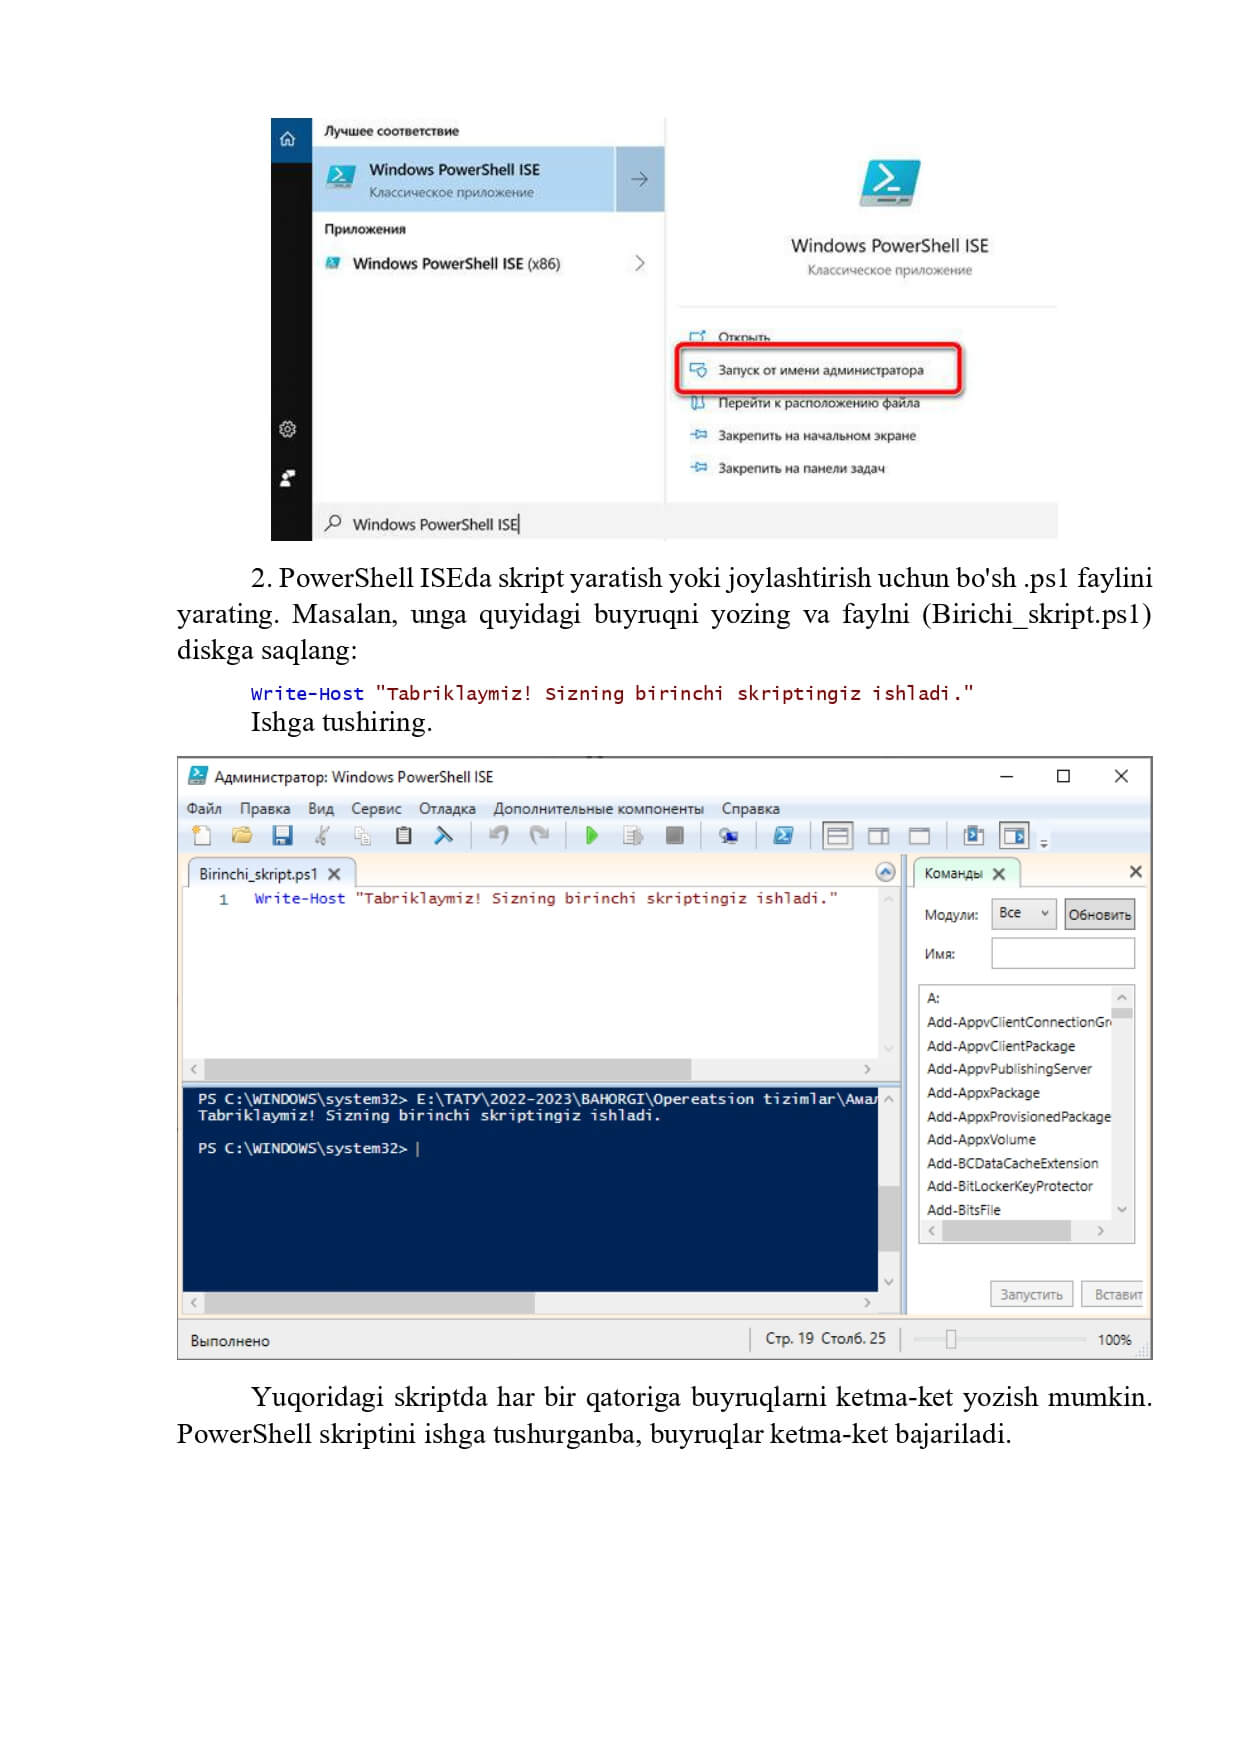 Лучшее соответствие
Windows PowerShell ISE
Классическое приложение
Приложения
Windows PowerShell ISE (x86)
Windows PowerShell ISE
Классическое приложение
Открыть
Запуск от имени администратора
Перейти к расположению файла
Закрепить на начальном экране
Закрепить на панели задач
Windows PowerShell ISE
2. PowerShell ISEda skript yaratish yoki joylashtirish uchun bo'sh .ps1 faylini
yarating. Masalan, unga quyidagi buyruqni yozing va faylni (Birichi_skript.ps1)
diskga saqlang:
Write-Host "Tabriklaymiz! Sizning birinchi skriptingiz ishladi."
Ishga tushiring.
Администратор: Windows PowerShell ISE
Файл Правка Вид Сервис Отладка Дополнительные компоненты Справка
Birinchi_skript.ps1
1 Write-Host "Tabriklaymiz! Sizning birinchi skriptingiz ishladi."
PS C:\WINDOWS\system32> E:\ТАТУ\2022-2023\BAHORGI\Opereatsion tizimlar\Амал
Tabriklaymiz! Sizning birinchi skriptingiz ishladi.
PS C:\WINDOWS\system32>
Команды
Модули: Все Обновить
Имя:
A:
Add-AppvClientConnectionGr
Add-AppvClientPackage
Add-AppvPublishingServer
Add-AppxPackage
Add-AppxProvisionedPackage
Add-AppxVolume
Add-BCDataCacheExtension
Add-BitLockerKeyProtector
Add-BitsFile
Запустить Вставит
Выполнено Стр. 19 Столб. 25 100%
Yuqoridagi skriptda har bir qatoriga buyruqlarni ketma-ket yozish mumkin.
PowerShell skriptini ishga tushurganba, buyruqlar ketma-ket bajariladi.